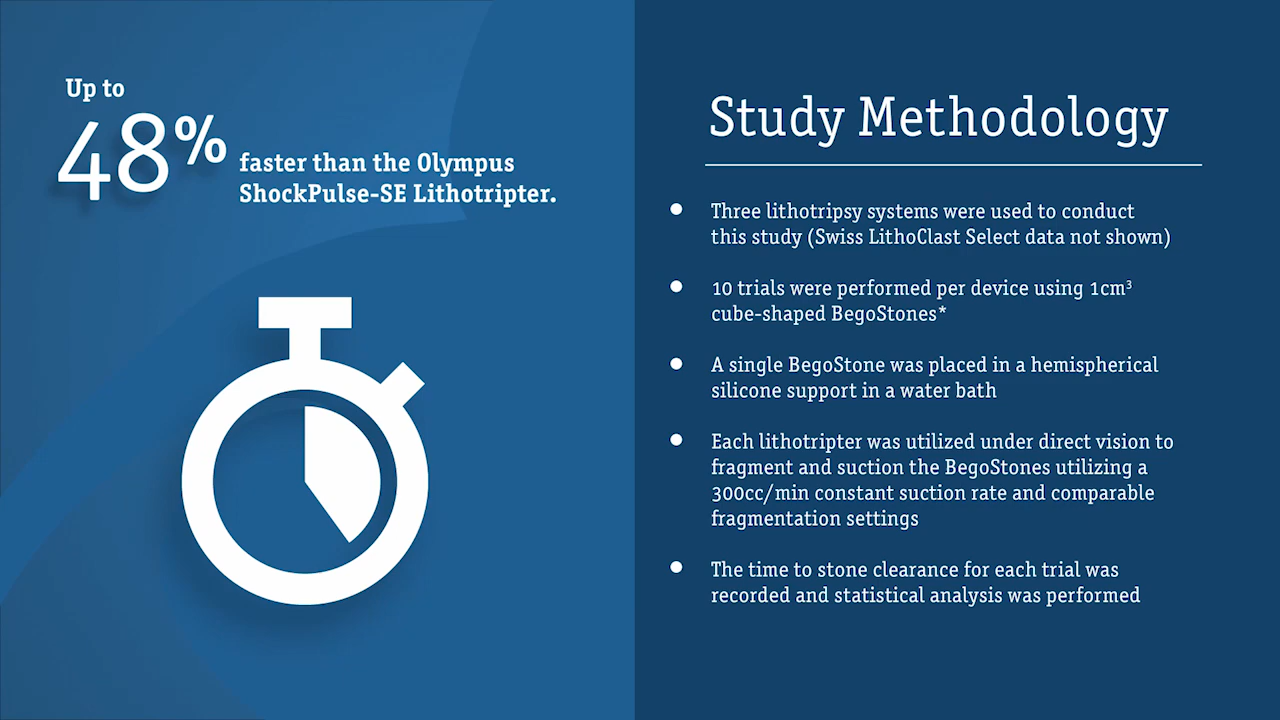 Up to
48%
faster than the Olympus
ShockPulse-SE Lithotripter.
Study Methodology
● Three lithotripsy systems were used to conduct
this study (Swiss LithoClast Select data not shown)
● 10 trials were performed per device using 1cm³
cube-shaped BegoStones*
● A single BegoStone was placed in a hemispherical
silicone support in a water bath
● Each lithotripter was utilized under direct vision to
fragment and suction the BegoStones utilizing a
300cc/min constant suction rate and comparable
fragmentation settings
● The time to stone clearance for each trial was
recorded and statistical analysis was performed